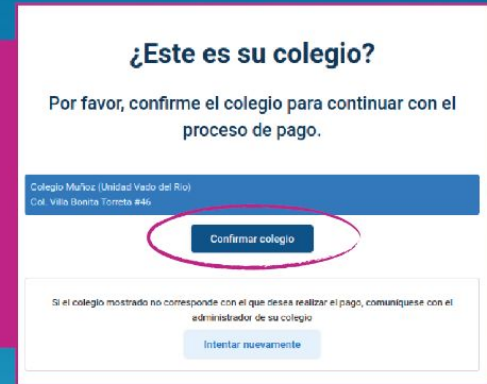 ¿Este es su colegio?
Por favor, confirme el colegio para continuar con el
proceso de pago.
Colegio Muñoz (Unidad Vado del Rio)
Col. Villa Bonita Torreta #46
Confirmar colegio
Si el colegio mostrado no corresponde con el que desea realizar el pago, comuníquese con el
administrador de su colegio
Intentar nuevamente